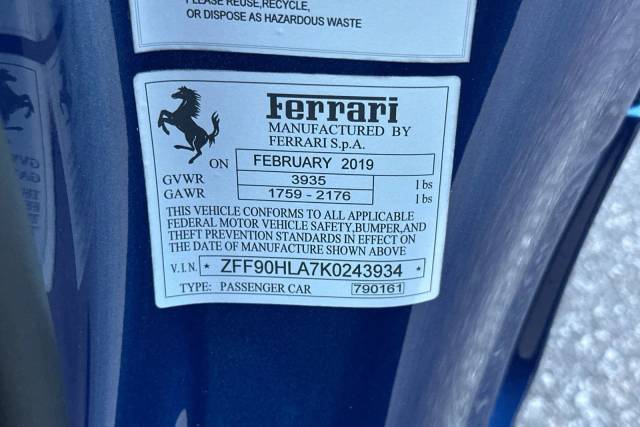 PLEASE REUSE,RECYCLE,
OR DISPOSE AS HAZARDOUS WASTE
Ferrari
MANUFACTURED BY
FERRARI S.p.A.
ON FEBRUARY 2019
GVWR 3935 lbs
GAWR 1759 - 2176 lbs
THIS VEHICLE CONFORMS TO ALL APPLICABLE
FEDERAL MOTOR VEHICLE SAFETY,BUMPER,AND
THEFT PREVENTION STANDARDS IN EFFECT ON
THE DATE OF MANUFACTURE SHOWN ABOVE
V.I.N. * ZFF90HLA7K0243934 *
TYPE: PASSENGER CAR 790161